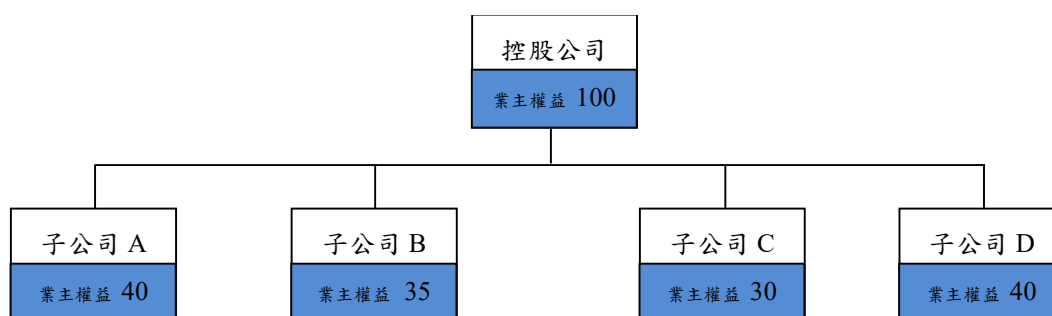 控股公司
業主權益 100
子公司 A
業主權益 40
子公司 B
業主權益 35
子公司 C
業主權益 30
子公司 D
業主權益 40